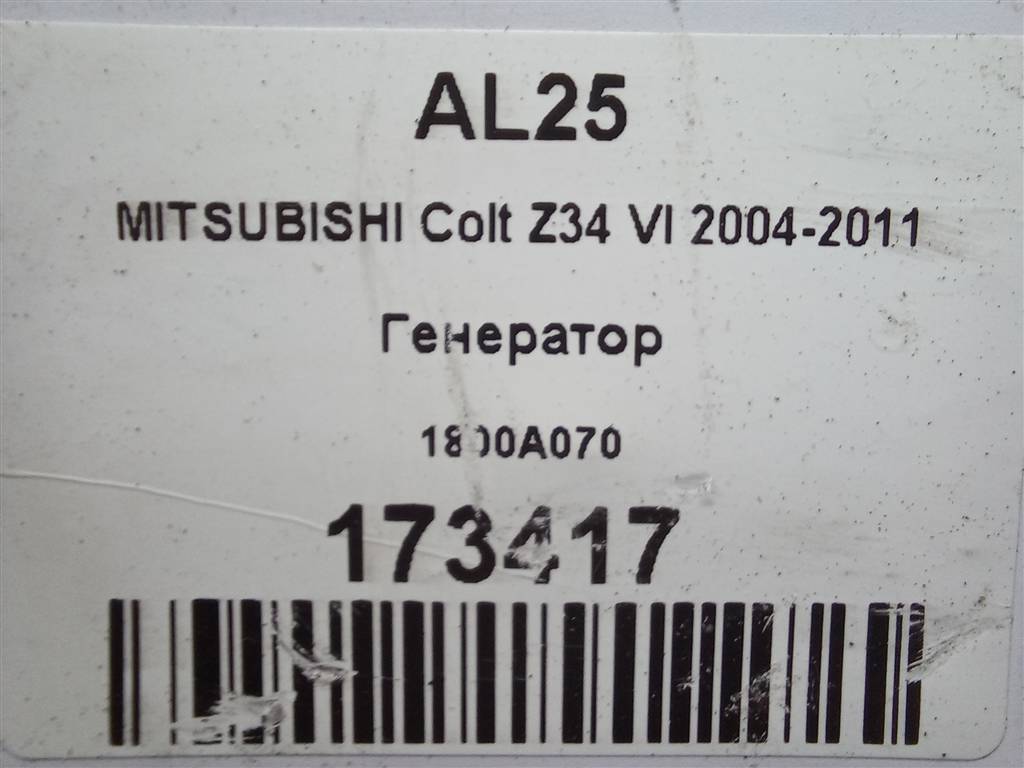 AL25
MITSUBISHI Colt Z34 VI 2004-2011
Генератор
1800A070
173417